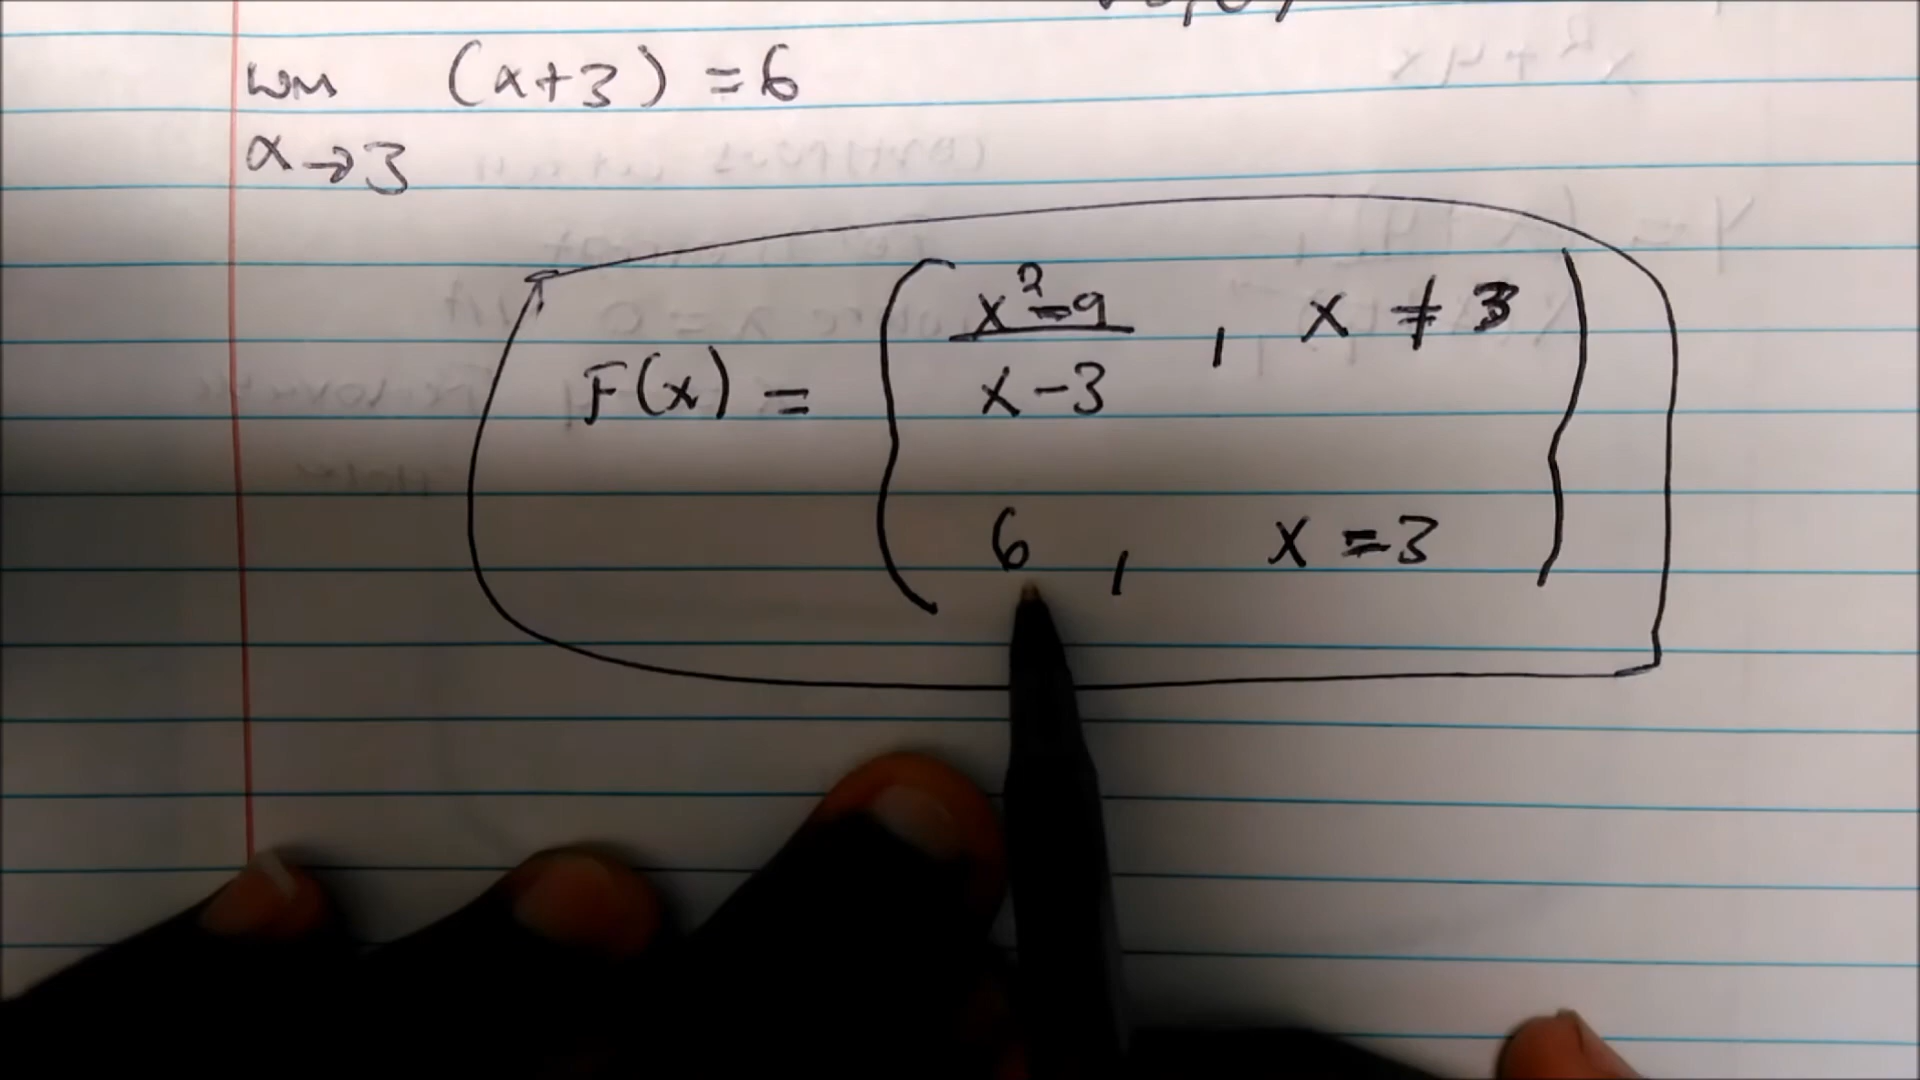 lim (x+3) = 6
x→3
x²-9 , x ≠ 3
F(x) =
x-3
6 , x = 3